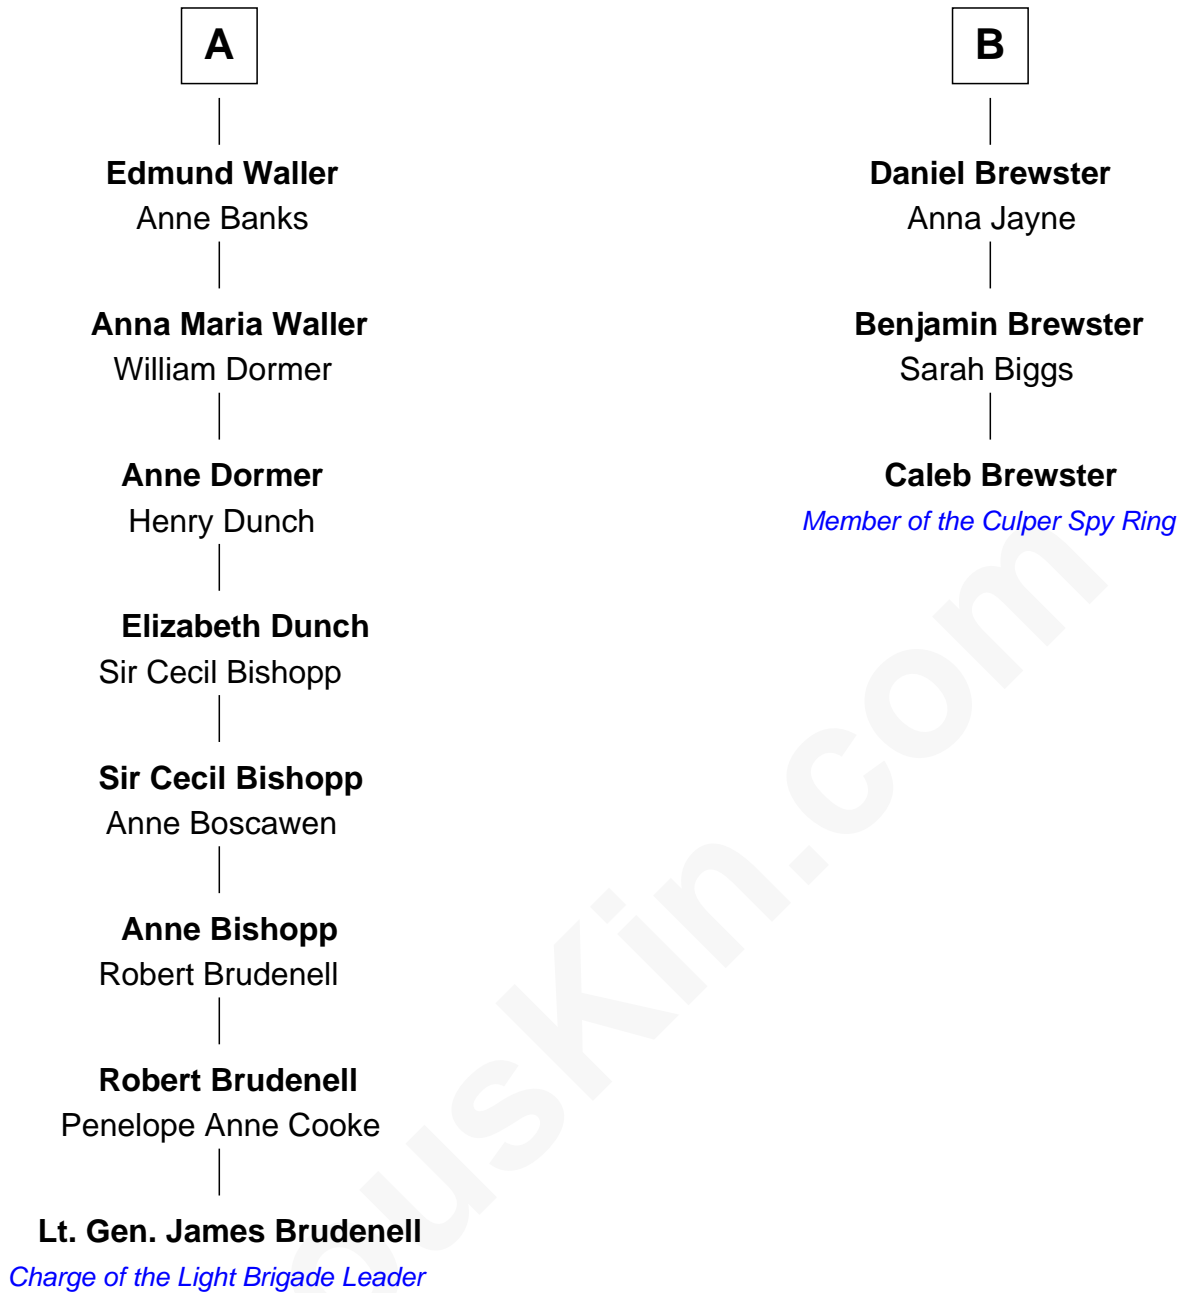 A
Edmund Waller
Anne Banks
Anna Maria Waller
William Dormer
Anne Dormer
Henry Dunch
Elizabeth Dunch
Sir Cecil Bishopp
Sir Cecil Bishopp
Anne Boscawen
Anne Bishopp
Robert Brudenell
Robert Brudenell
Penelope Anne Cooke
Lt. Gen. James Brudenell
Charge of the Light Brigade Leader
B
Daniel Brewster
Anna Jayne
Benjamin Brewster
Sarah Biggs
Caleb Brewster
Member of the Culper Spy Ring
ousKin.com